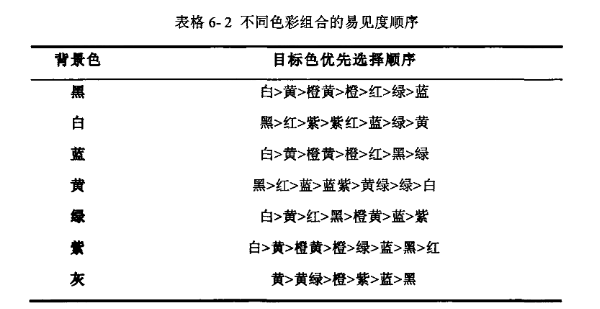 表格 6- 2 不同色彩组合的易见度顺序
背景色 目标色优先选择顺序
黑 白>黄>橙黄>橙>红>绿>蓝
白 黑>红>紫>紫红>蓝>绿>黄
蓝 白>黄>橙黄>橙>红>黑>绿
黄 黑>红>蓝>蓝紫>黄绿>绿>白
绿 白>黄>红>黑>橙黄>蓝>紫
紫 白>黄>橙黄>橙>绿>蓝>黑>红
灰 黄>黄绿>橙>紫>蓝>黑